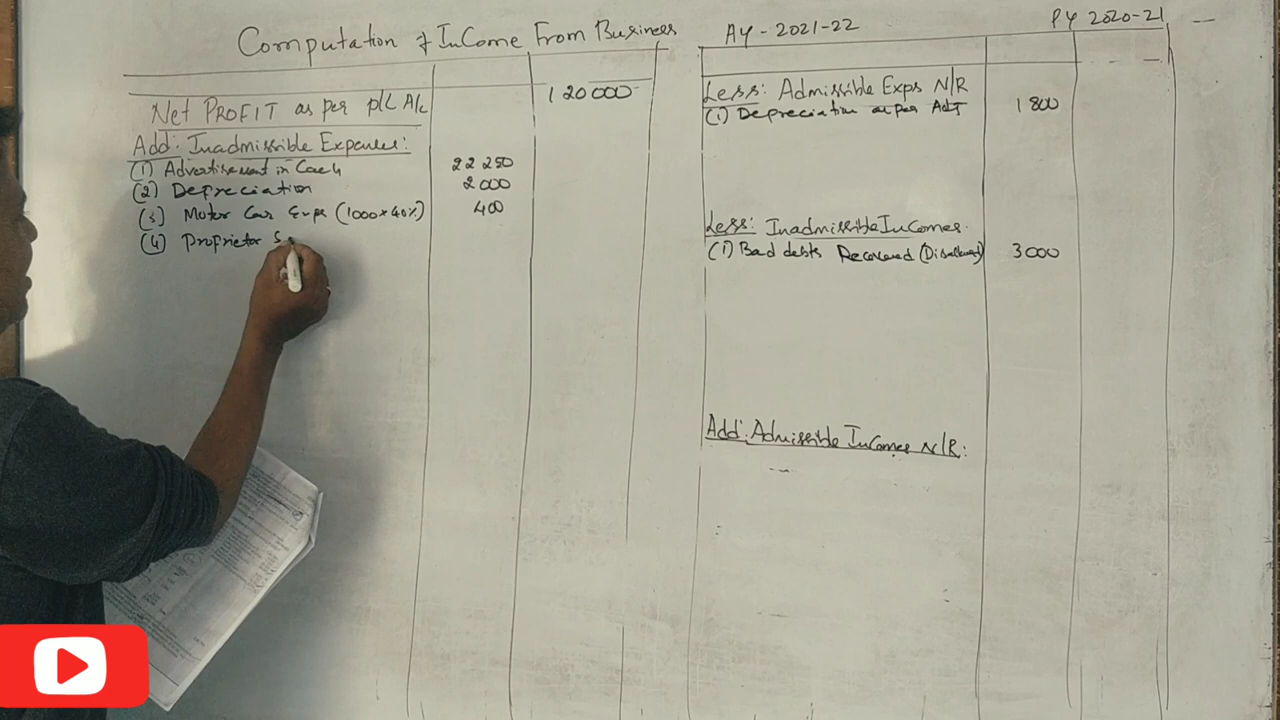 Computation of InCome From Business
AY - 2021-22
PY 2020-21
Net PROFIT as per P/L A/c
120000
Add: Inadmissible Expenses:
(1) Advertisement in Cash
22250
(2) Depreciation
2000
(3) Motor Car Exps (1000×40%)
400
(4) Proprietor S
Less: Admissible Exps N/R
(1) Depreciation as per Adj
1800
Less: Inadmissible InComes.
(1) Bad debts Recovered (Disallowed)
3000
Add: Admissible InComes N/R: